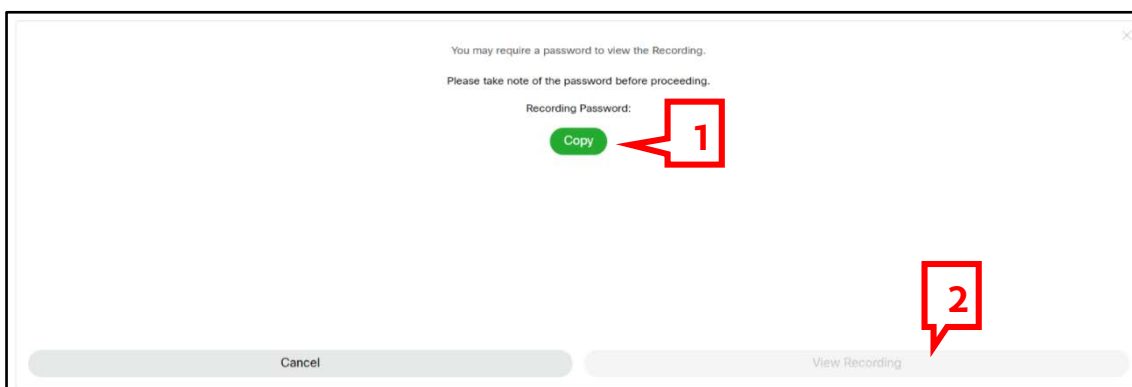 You may require a password to view the Recording.
Please take note of the password before proceeding.
Recording Password:
Copy
1
2
Cancel
View Recording